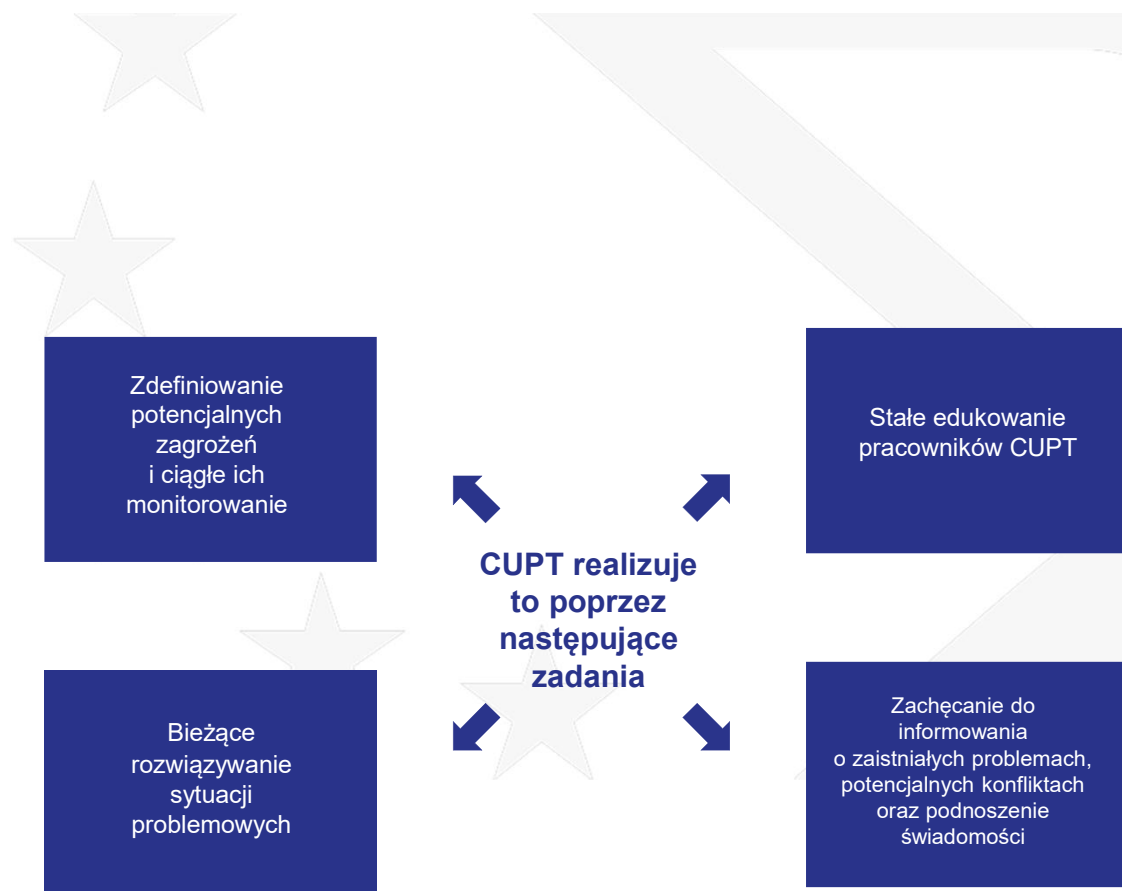 Zdefiniowanie
potencjalnych
zagrożeń
i ciągłe ich
monitorowanie
Stałe edukowanie
pracowników CUPT
CUPT realizuje
to poprzez
następujące
zadania
Bieżące
rozwiązywanie
sytuacji
problemowych
Zachęcanie do
informowania
o zaistniałych problemach,
potencjalnych konfliktach
oraz podnoszenie
świadomości